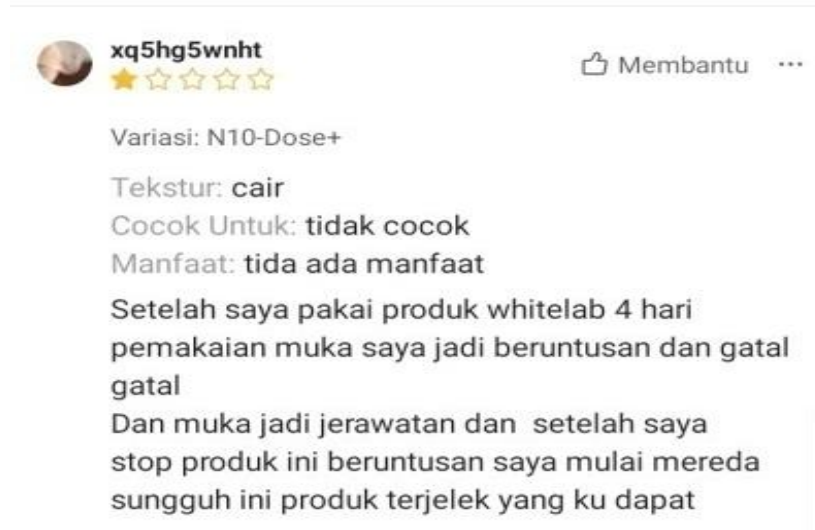 xq5hg5wnht
Membantu
Variasi: N10-Dose+
Tekstur: cair
Cocok Untuk: tidak cocok
Manfaat: tida ada manfaat
Setelah saya pakai produk whitelab 4 hari
pemakaian muka saya jadi beruntusan dan gatal
gatal
Dan muka jadi jerawatan dan  setelah saya
stop produk ini beruntusan saya mulai mereda
sungguh ini produk terjelek yang ku dapat